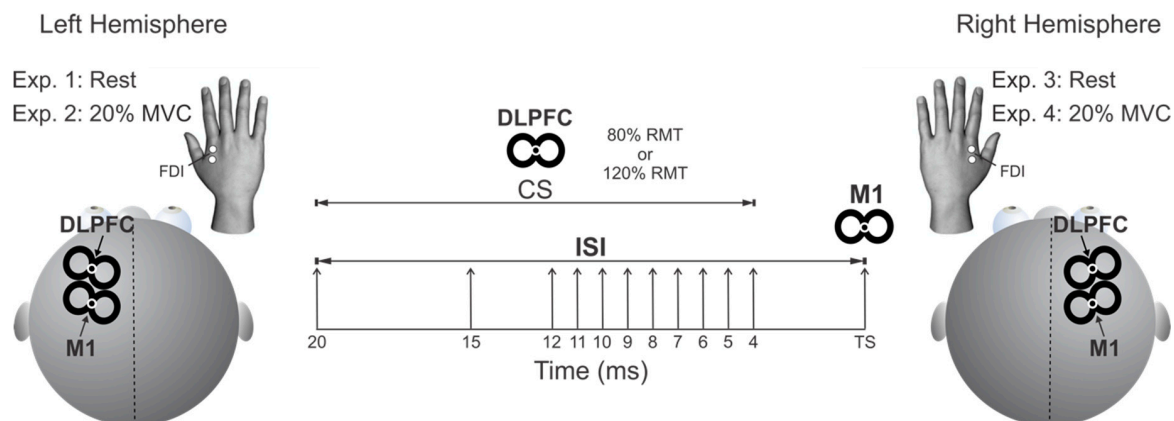 Left Hemisphere
Right Hemisphere
Exp. 1: Rest
Exp. 2: 20% MVC
FDI
DLPFC
M1
DLPFC
CS
80% RMT
or
120% RMT
M1
ISI
20 15 12 11 10 9 8 7 6 5 4 TS
Time (ms)
Exp. 3: Rest
Exp. 4: 20% MVC
FDI
DLPFC
M1